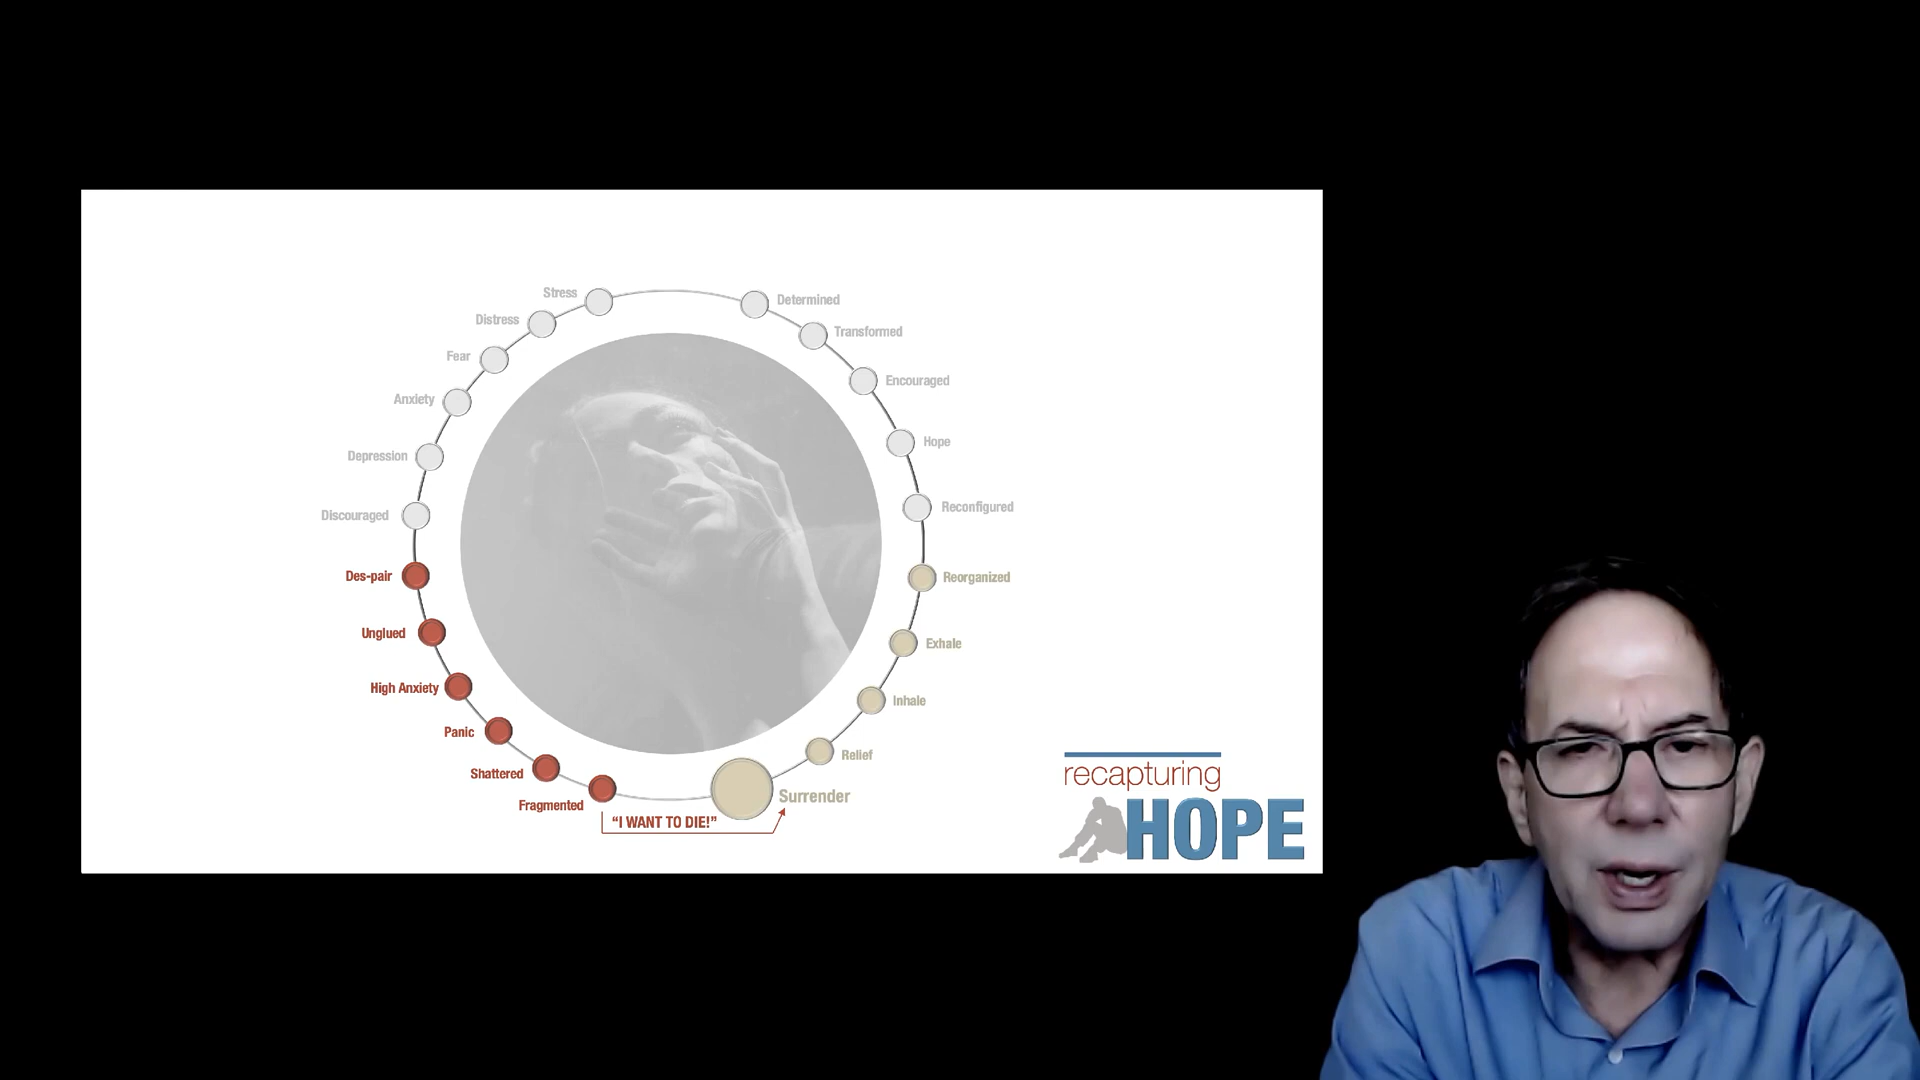 Stress
Distress
Fear
Anxiety
Depression
Discouraged
Des-pair
Unglued
High Anxiety
Panic
Shattered
Fragmented
"I WANT TO DIE!"
Surrender
Relief
Inhale
Exhale
Reorganized
Reconfigured
Hope
Encouraged
Transformed
Determined
recapturing
HOPE